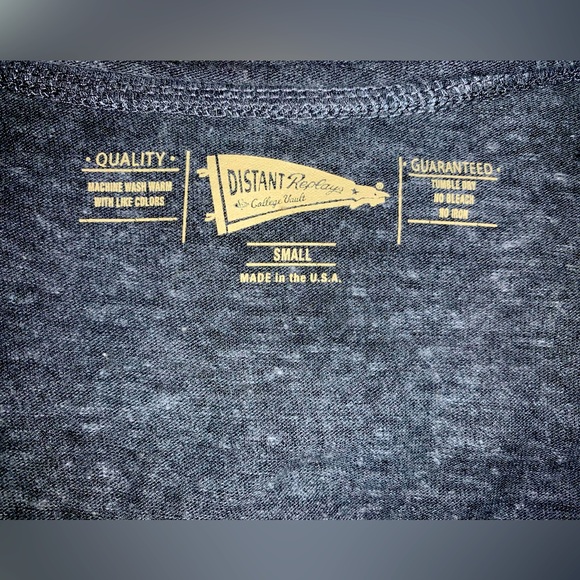 · QUALITY ·
MACHINE WASH WARM
WITH LIKE COLORS
DISTANT Replays
& College Vault
· GUARANTEED ·
TUMBLE DRY
NO BLEACH
NO IRON
SMALL
MADE in the U.S.A.